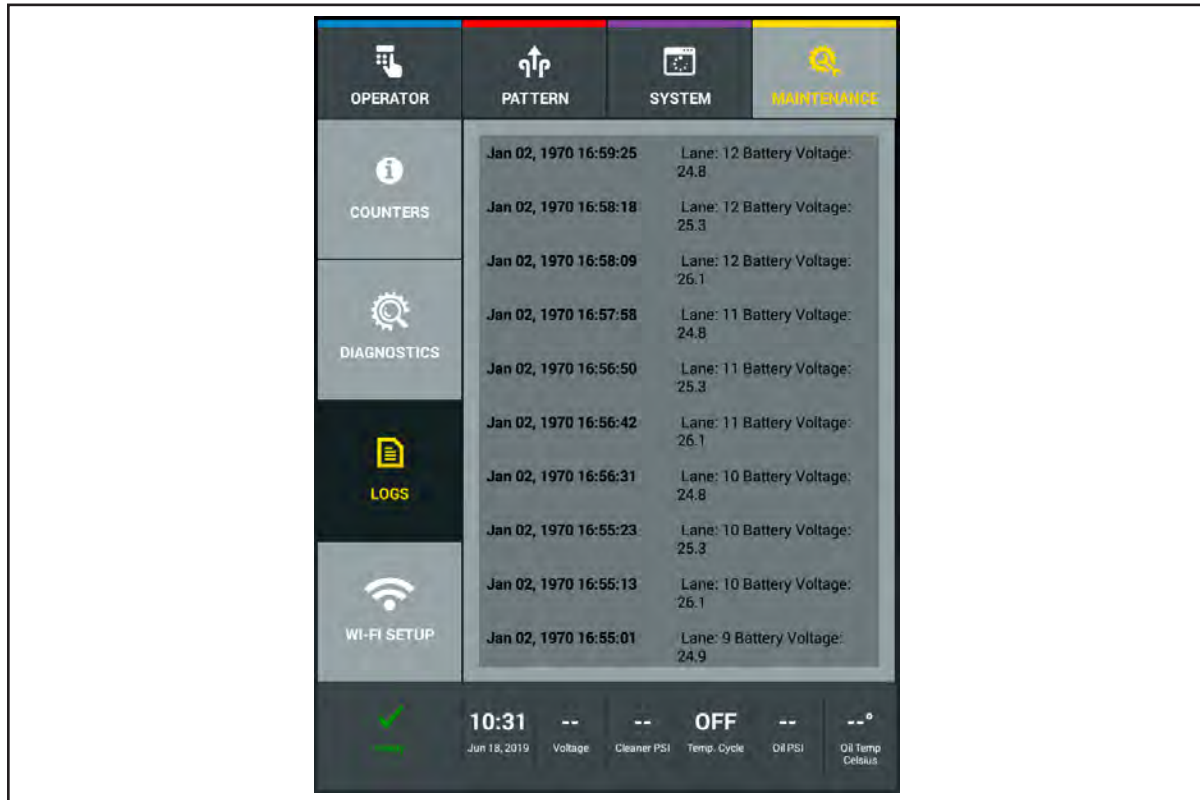 OPERATOR
PATTERN
SYSTEM
MAINTENANCE
COUNTERS
DIAGNOSTICS
LOGS
WI-FI SETUP
Jan 02, 1970 16:59:25 Lane: 12 Battery Voltage:
24.8
Jan 02, 1970 16:58:18 Lane: 12 Battery Voltage:
25.3
Jan 02, 1970 16:58:09 Lane: 12 Battery Voltage:
26.1
Jan 02, 1970 16:57:58 Lane: 11 Battery Voltage:
24.8
Jan 02, 1970 16:56:50 Lane: 11 Battery Voltage:
25.3
Jan 02, 1970 16:56:42 Lane: 11 Battery Voltage:
26.1
Jan 02, 1970 16:56:31 Lane: 10 Battery Voltage:
24.8
Jan 02, 1970 16:55:23 Lane: 10 Battery Voltage:
25.3
Jan 02, 1970 16:55:13 Lane: 10 Battery Voltage:
26.1
Jan 02, 1970 16:55:01 Lane: 9 Battery Voltage:
24.9
10:31 -- -- OFF -- --°
Jun 18, 2019 Voltage Cleaner PSI Temp. Cycle Oil PSI Oil Temp
Celsius